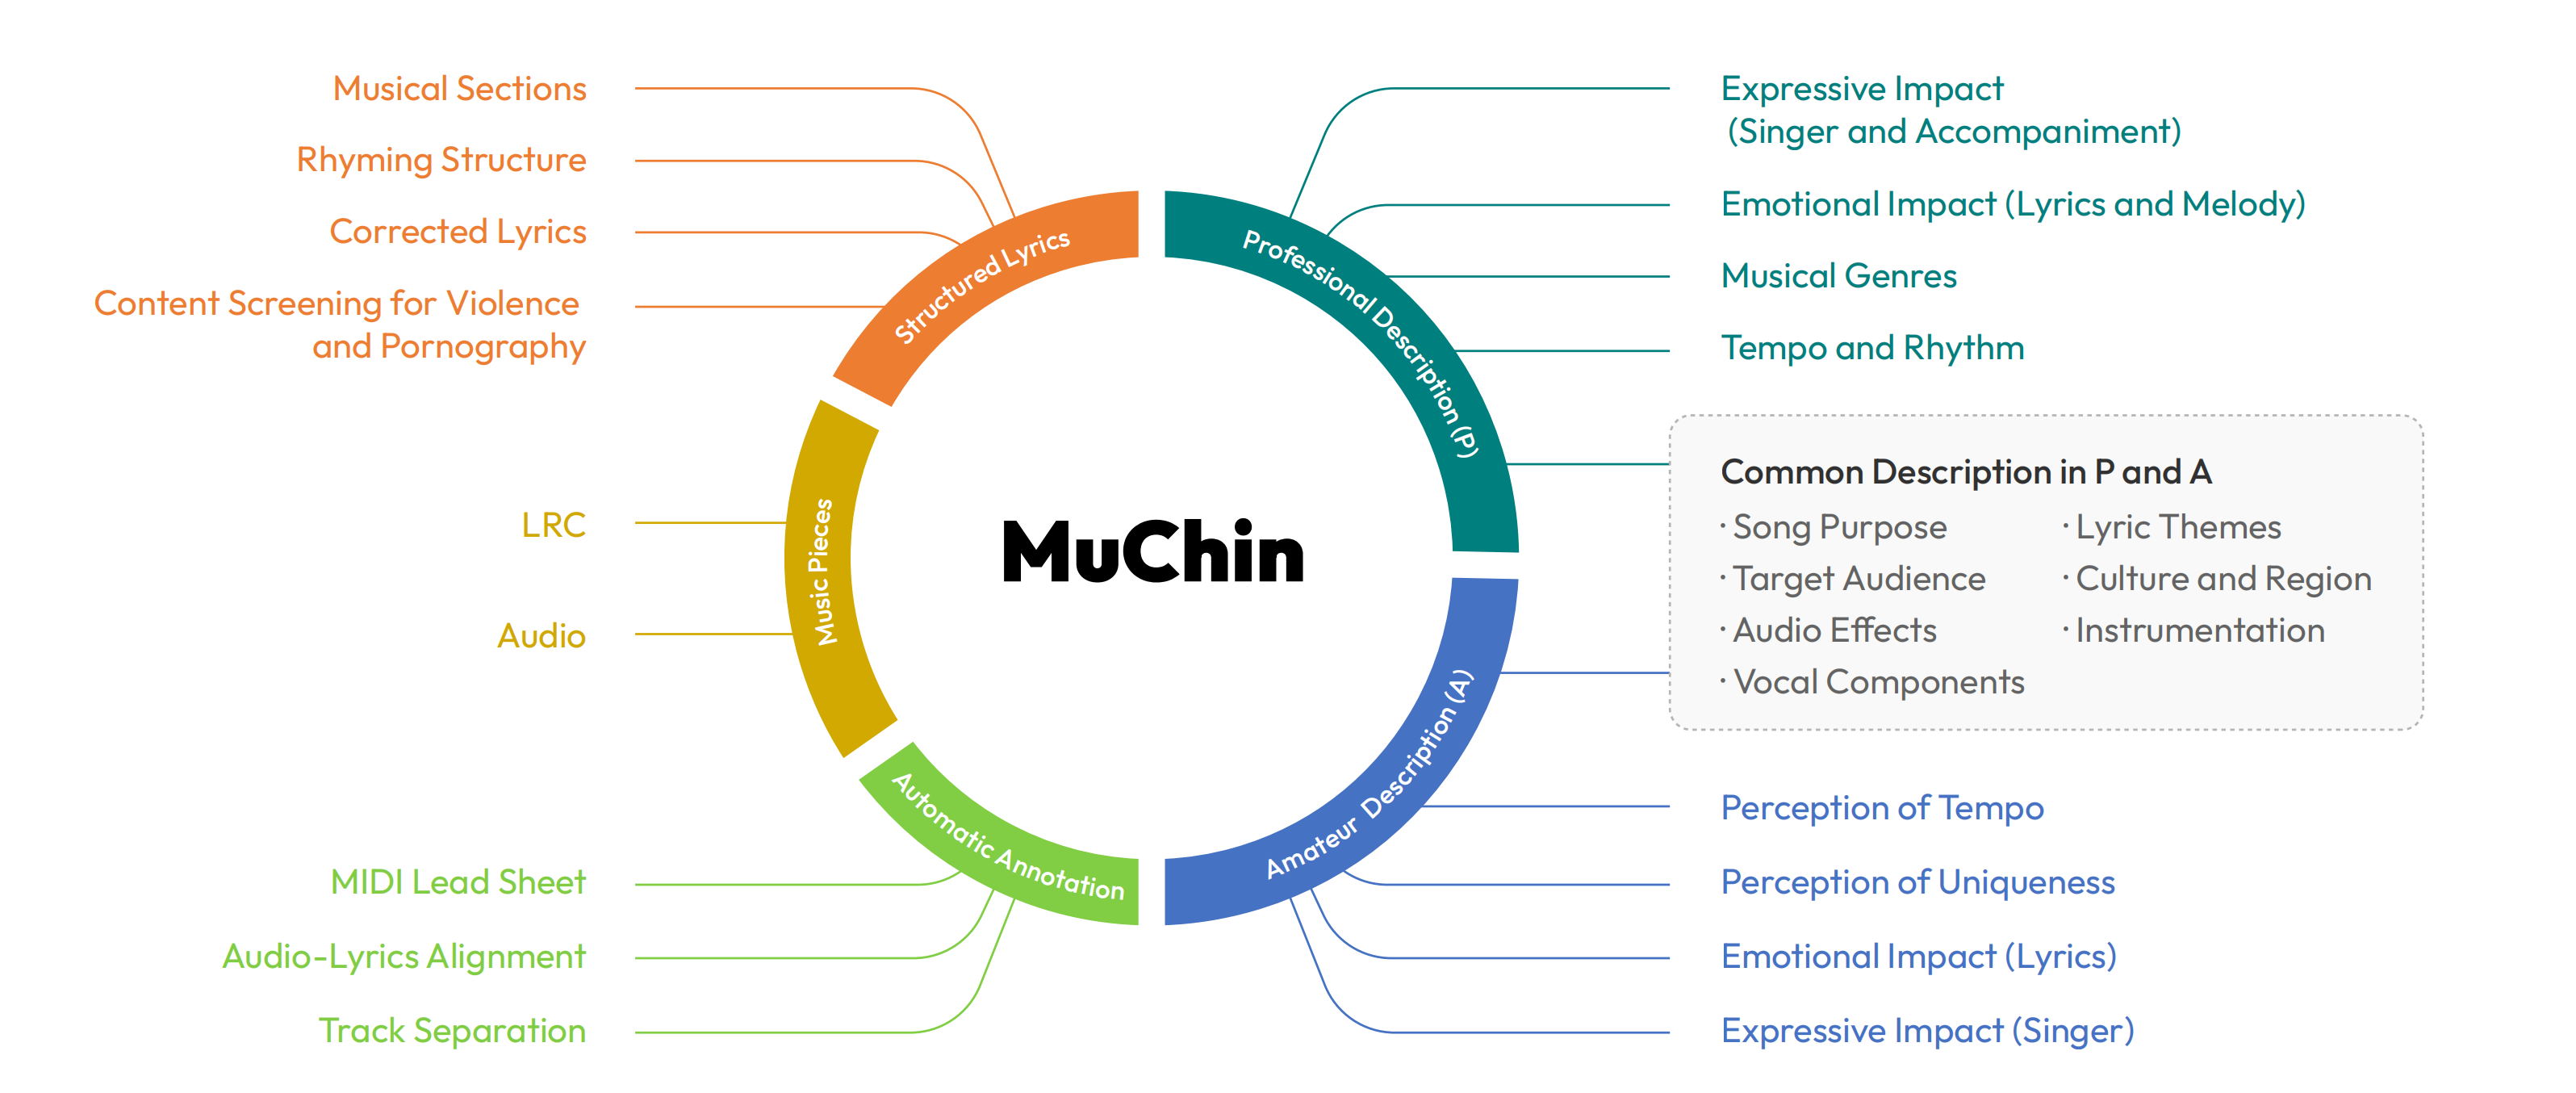 Musical Sections
Rhyming Structure
Corrected Lyrics
Content Screening for Violence
and Pornography
LRC
Audio
MIDI Lead Sheet
Audio-Lyrics Alignment
Track Separation
Structured Lyrics
Music Pieces
Automatic Annotation
MuChin
Professional Description (P)
Amateur Description (A)
Expressive Impact
(Singer and Accompaniment)
Emotional Impact (Lyrics and Melody)
Musical Genres
Tempo and Rhythm
Common Description in P and A
· Song Purpose
· Lyric Themes
· Target Audience
· Culture and Region
· Audio Effects
· Instrumentation
· Vocal Components
Perception of Tempo
Perception of Uniqueness
Emotional Impact (Lyrics)
Expressive Impact (Singer)